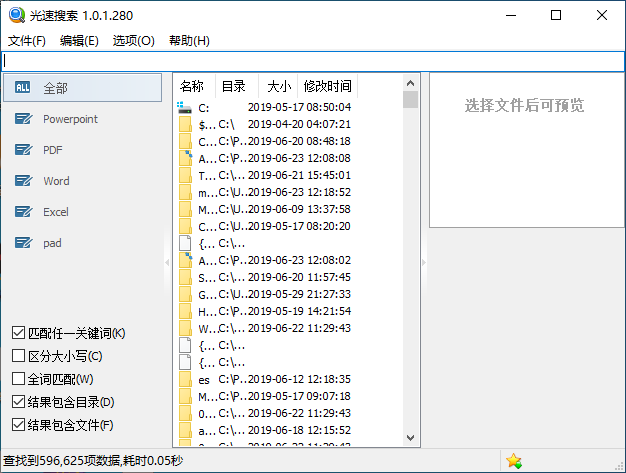 光速搜索 1.0.1.280
文件(F) 编辑(E) 选项(O) 帮助(H)
ALL 全部
Powerpoint
PDF
Word
Excel
pad
匹配任一关键词(K)
区分大小写(C)
全词匹配(W)
结果包含目录(D)
结果包含文件(F)
名称 目录 大小 修改时间
C: 2019-05-17 08:50:04
$... C:\ 2019-04-20 04:07:21
C... C:\P... 2019-06-20 08:48:18
A... C:\P... 2019-06-23 12:08:08
T... C:\P... 2019-06-21 15:45:01
m... C:\U... 2019-06-23 12:18:52
M... C:\U... 2019-06-09 13:37:58
C... C:\U... 2019-05-17 08:20:20
{... C:\...
A... C:\P... 2019-06-23 12:08:02
S... C:\... 2019-06-20 11:57:45
G... C:\U... 2019-05-29 21:27:33
H... C:\P... 2019-05-19 14:21:54
W... C:\... 2019-06-22 11:29:43
{... C:\...
{... C:\...
es C:\P... 2019-06-12 12:18:35
M... C:\P... 2019-05-17 09:07:18
0... C:\... 2019-06-22 11:29:43
a... C:\... 2019-06-18 12:15:52
选择文件后可预览
查找到596,625项数据,耗时0.05秒